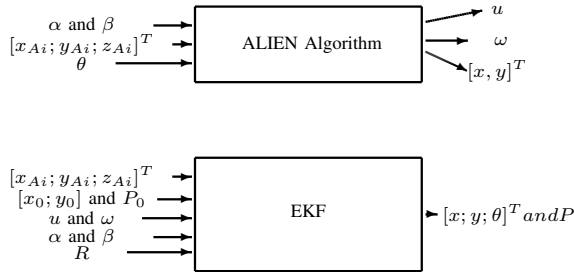 α and β
[x_{Ai}; y_{Ai}; z_{Ai}]^T
θ
ALIEN Algorithm
u
ω
[x, y]^T
[x_{Ai}; y_{Ai}; z_{Ai}]^T
[x_0; y_0] and P_0
u and ω
α and β
R
EKF
[x; y; θ]^T andP